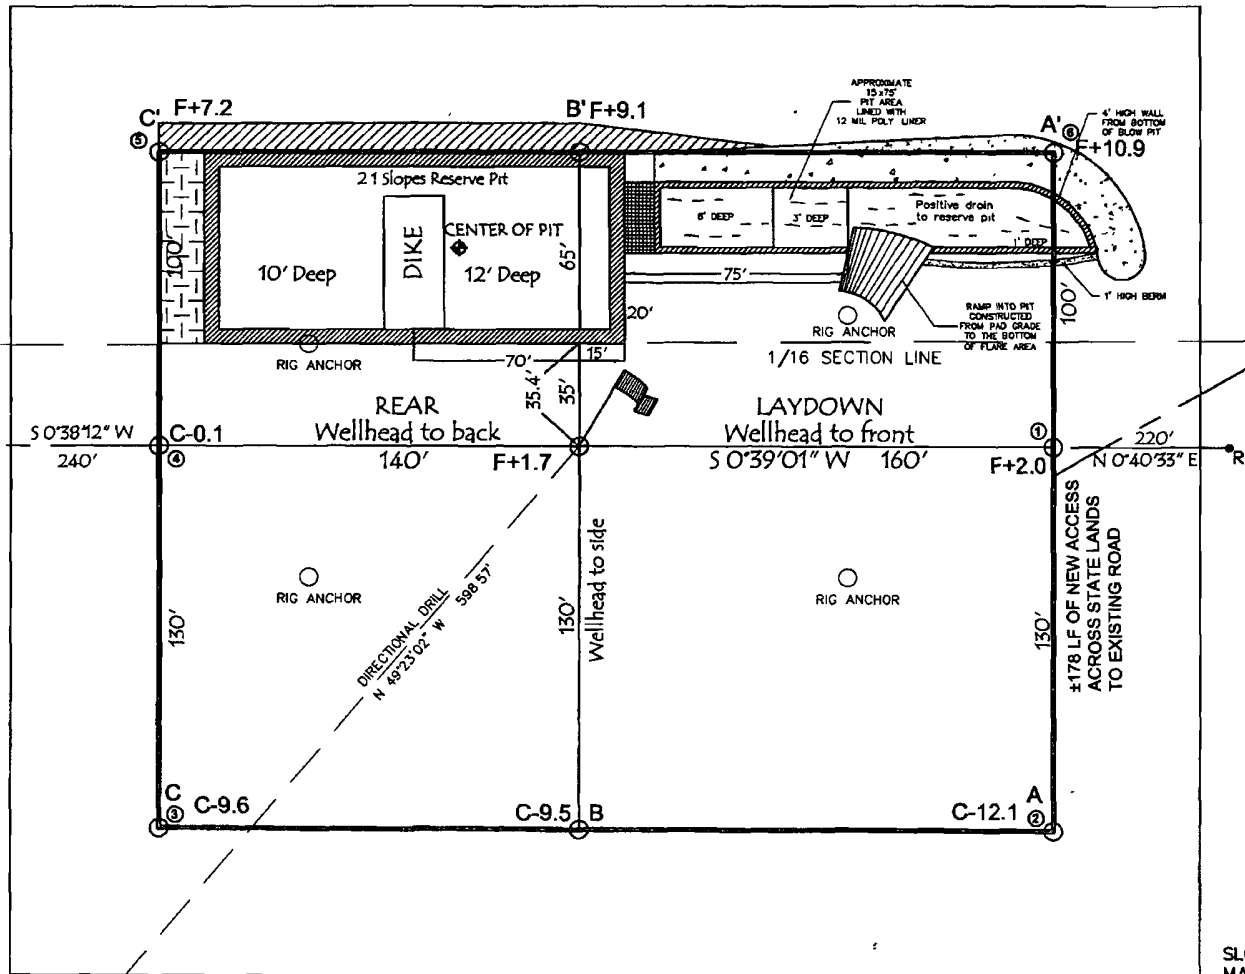 C' F+7.2
⑤
B' F+9.1
APPROXIMATE
15x75'
PIT AREA
LINED WITH
12 MIL POLY LINER
A' ⑥
F+10.9
4' HIGH WALL
FROM BOTTOM
OF BLOW PIT
21 Slopes Reserve Pit
CENTER OF PIT
DIKE
10' Deep
12' Deep
100'
65'
DEEP
3' DEEP
Positive drain
to reserve pit
1' DEEP
75'
20'
1' HIGH BERM
100'
RAMP INTO PIT
CONSTRUCTED
FROM PAD GRADE
TO THE BOTTOM
OF FLARE AREA
RIG ANCHOR
RIG ANCHOR
15'
70'
1/16 SECTION LINE
35.4'
35'
REAR
Wellhead to back
LAYDOWN
Wellhead to front
S 0°38'12" W
240'
C-0.1
④
140'
F+1.7
S 0°39'01" W 160'
①
F+2.0
220'
N 0°40'33" E
R
±178 LF OF NEW ACCESS
ACROSS STATE LANDS
TO EXISTING ROAD
Wellhead to side
RIG ANCHOR
RIG ANCHOR
130'
130'
130'
DIRECTIONAL DRILL
N 49°23'02" W 598 57'
C
③ C-9.6
C-9.5 B
A
C-12.1 ②